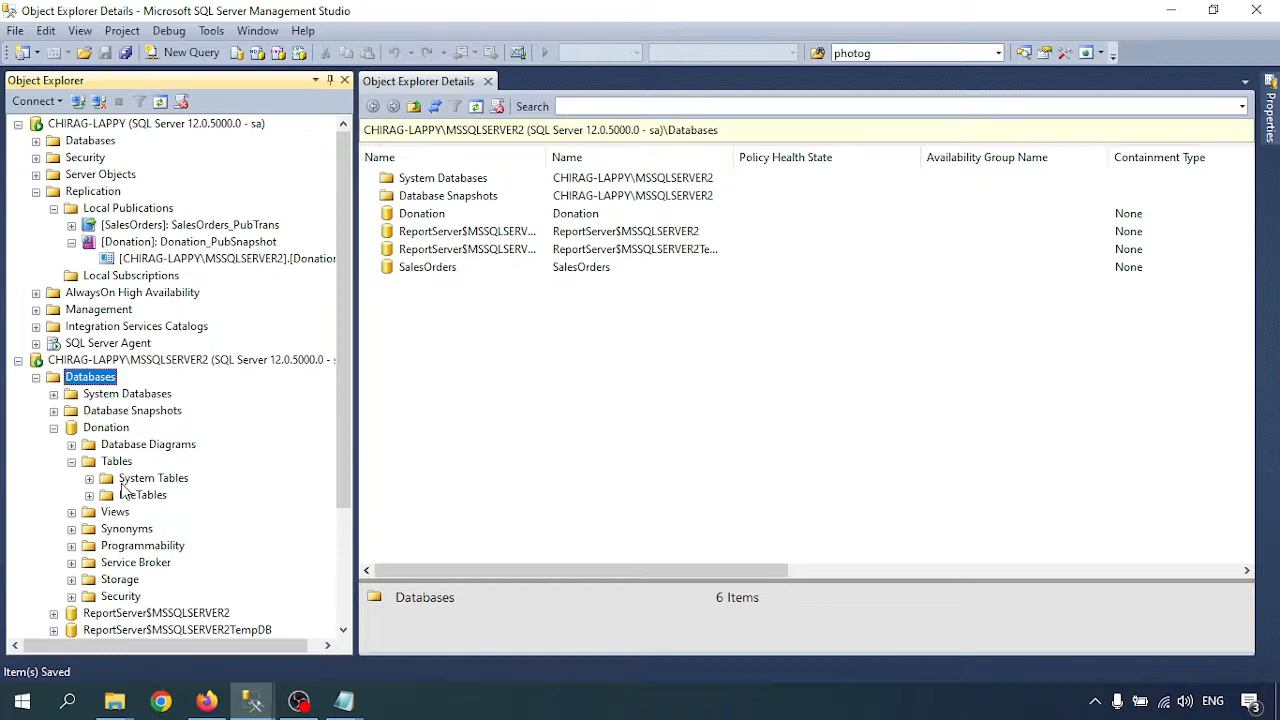 Object Explorer Details - Microsoft SQL Server Management Studio
File Edit View Project Debug Tools Window Help
New Query photog
Object Explorer
Connect
CHIRAG-LAPPY (SQL Server 12.0.5000.0 - sa)
Databases
Security
Server Objects
Replication
Local Publications
[SalesOrders]: SalesOrders_PubTrans
[Donation]: Donation_PubSnapshot
[CHIRAG-LAPPY\MSSQLSERVER2].[Donation
Local Subscriptions
AlwaysOn High Availability
Management
Integration Services Catalogs
SQL Server Agent
CHIRAG-LAPPY\MSSQLSERVER2 (SQL Server 12.0.5000.0 - s
Databases
System Databases
Database Snapshots
Donation
Database Diagrams
Tables
System Tables
Views
Synonyms
Programmability
Service Broker
Storage
Security
ReportServer$MSSQLSERVER2
ReportServer$MSSQLSERVER2TempDB
Object Explorer Details
Search
CHIRAG-LAPPY\MSSQLSERVER2 (SQL Server 12.0.5000.0 - sa)\Databases
Name Name Policy Health State Availability Group Name Containment Type
System Databases CHIRAG-LAPPY\MSSQLSERVER2
Database Snapshots CHIRAG-LAPPY\MSSQLSERVER2
Donation Donation None
ReportServer$MSSQLSERV... ReportServer$MSSQLSERVER2 None
ReportServer$MSSQLSERV... ReportServer$MSSQLSERVER2Te... None
SalesOrders SalesOrders None
Databases 6 Items
Properties
Item(s) Saved
ENG
3